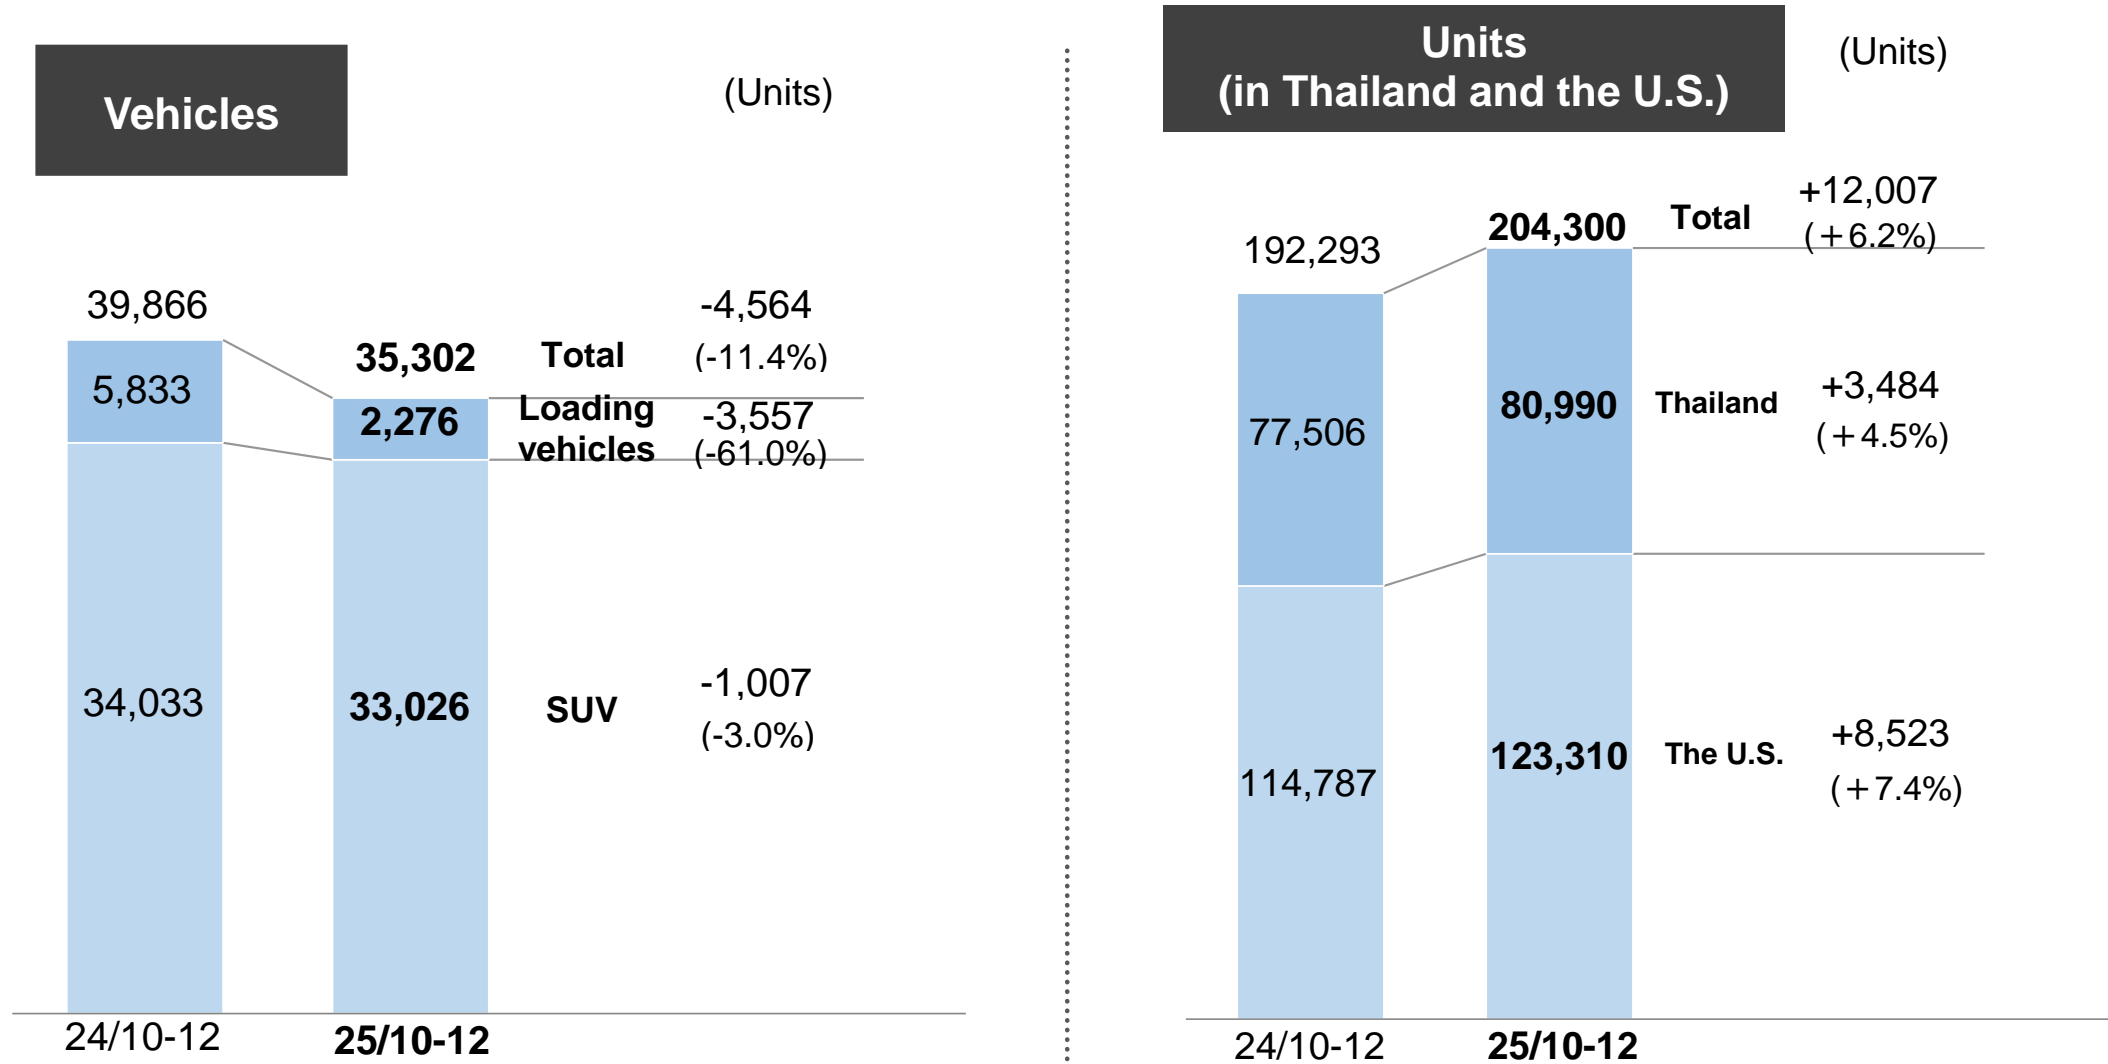 Vehicles
(Units)
39,866
5,833
34,033
24/10-12
35,302
2,276
33,026
25/10-12
Total
Loading
vehicles
SUV
-4,564
(-11.4%)
-3,557
(-61.0%)
-1,007
(-3.0%)
Units
(in Thailand and the U.S.)
(Units)
192,293
77,506
114,787
24/10-12
204,300
80,990
123,310
25/10-12
Total
Thailand
The U.S.
+12,007
(+6.2%)
+3,484
(+4.5%)
+8,523
(+7.4%)